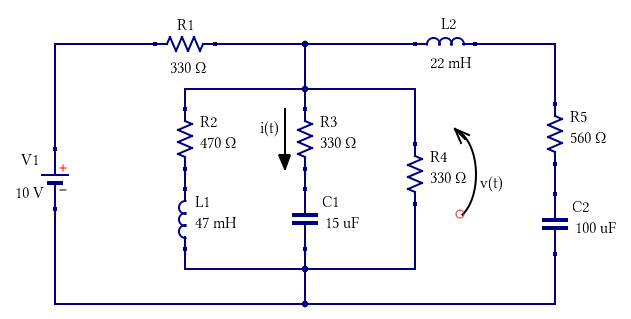 R1
330 Ω
L2
22 mH
R2
470 Ω
i(t)
R3
330 Ω
R5
560 Ω
V1
+
10 V
−
R4
330 Ω
v(t)
L1
47 mH
C1
15 uF
C2
100 uF